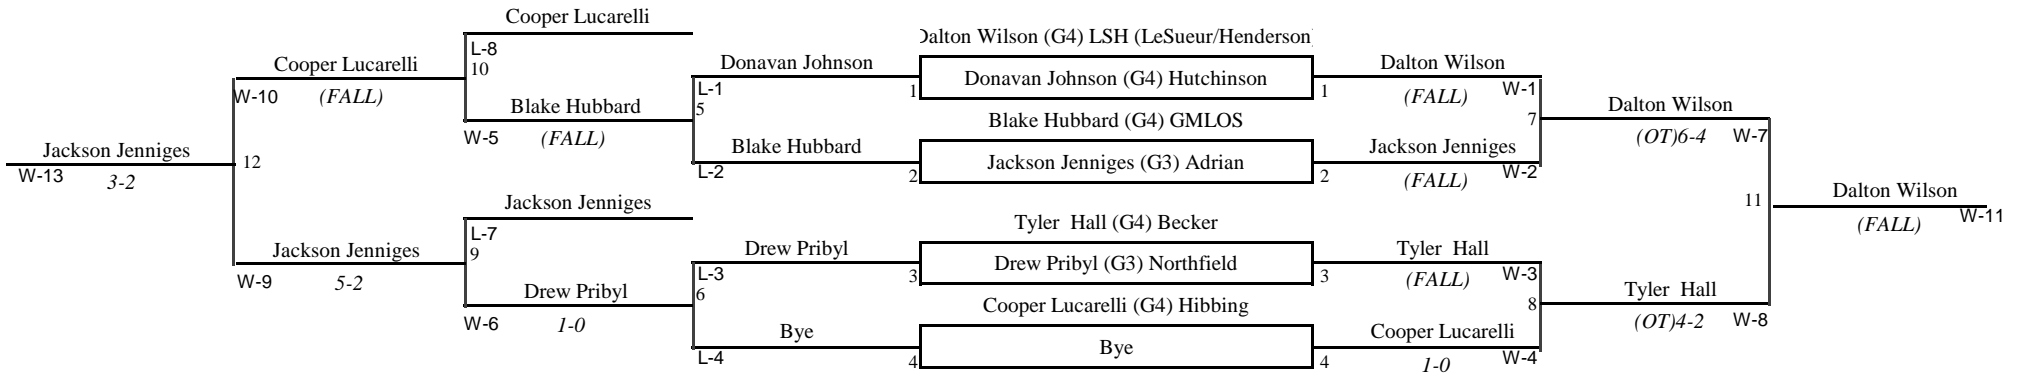 Cooper Lucarelli
L-8
10
Cooper Lucarelli
W-10
(FALL)
Blake Hubbard
W-5
(FALL)
Jackson Jenniges
W-13
3-2
12
Jackson Jenniges
L-7
9
Jackson Jenniges
W-9
5-2
Drew Pribyl
W-6
1-0
Donavan Johnson
1
L-1
5
Blake Hubbard
L-2
2
Drew Pribyl
3
L-3
6
Bye
L-4
4
Dalton Wilson (G4) LSH (LeSueur/Henderson)
Donavan Johnson (G4) Hutchinson
1
Blake Hubbard (G4) GMLOS
Jackson Jenniges (G3) Adrian
2
Tyler  Hall (G4) Becker
Drew Pribyl (G3) Northfield
3
Cooper Lucarelli (G4) Hibbing
Bye
4
Dalton Wilson
(FALL)
W-1
7
Jackson Jenniges
(FALL)
W-2
Tyler  Hall
(FALL)
W-3
8
Cooper Lucarelli
1-0
W-4
Dalton Wilson
(OT)6-4
W-7
11
Tyler  Hall
(OT)4-2
W-8
Dalton Wilson
(FALL)
W-11